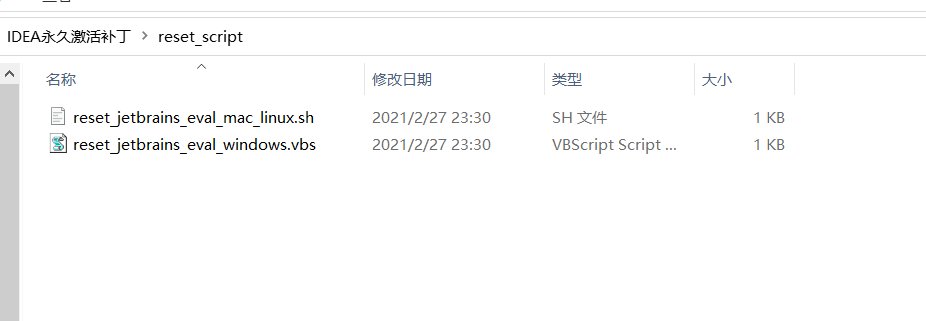 IDEA永久激活补丁 > reset_script
名称 修改日期 类型 大小
reset_jetbrains_eval_mac_linux.sh 2021/2/27 23:30 SH 文件 1 KB
reset_jetbrains_eval_windows.vbs 2021/2/27 23:30 VBScript Script ... 1 KB